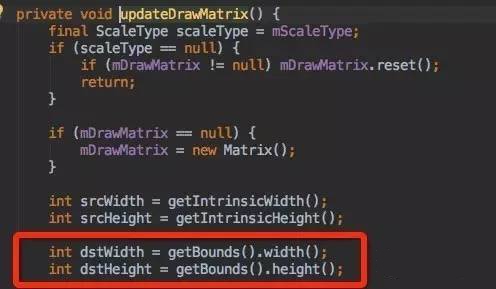 private void updateDrawMatrix() {
final ScaleType scaleType = mScaleType;
if (scaleType == null) {
if (mDrawMatrix != null) mDrawMatrix.reset();
return;
}
if (mDrawMatrix == null) {
mDrawMatrix = new Matrix();
}
int srcWidth = getIntrinsicWidth();
int srcHeight = getIntrinsicHeight();
int dstWidth = getBounds().width();
int dstHeight = getBounds().height();